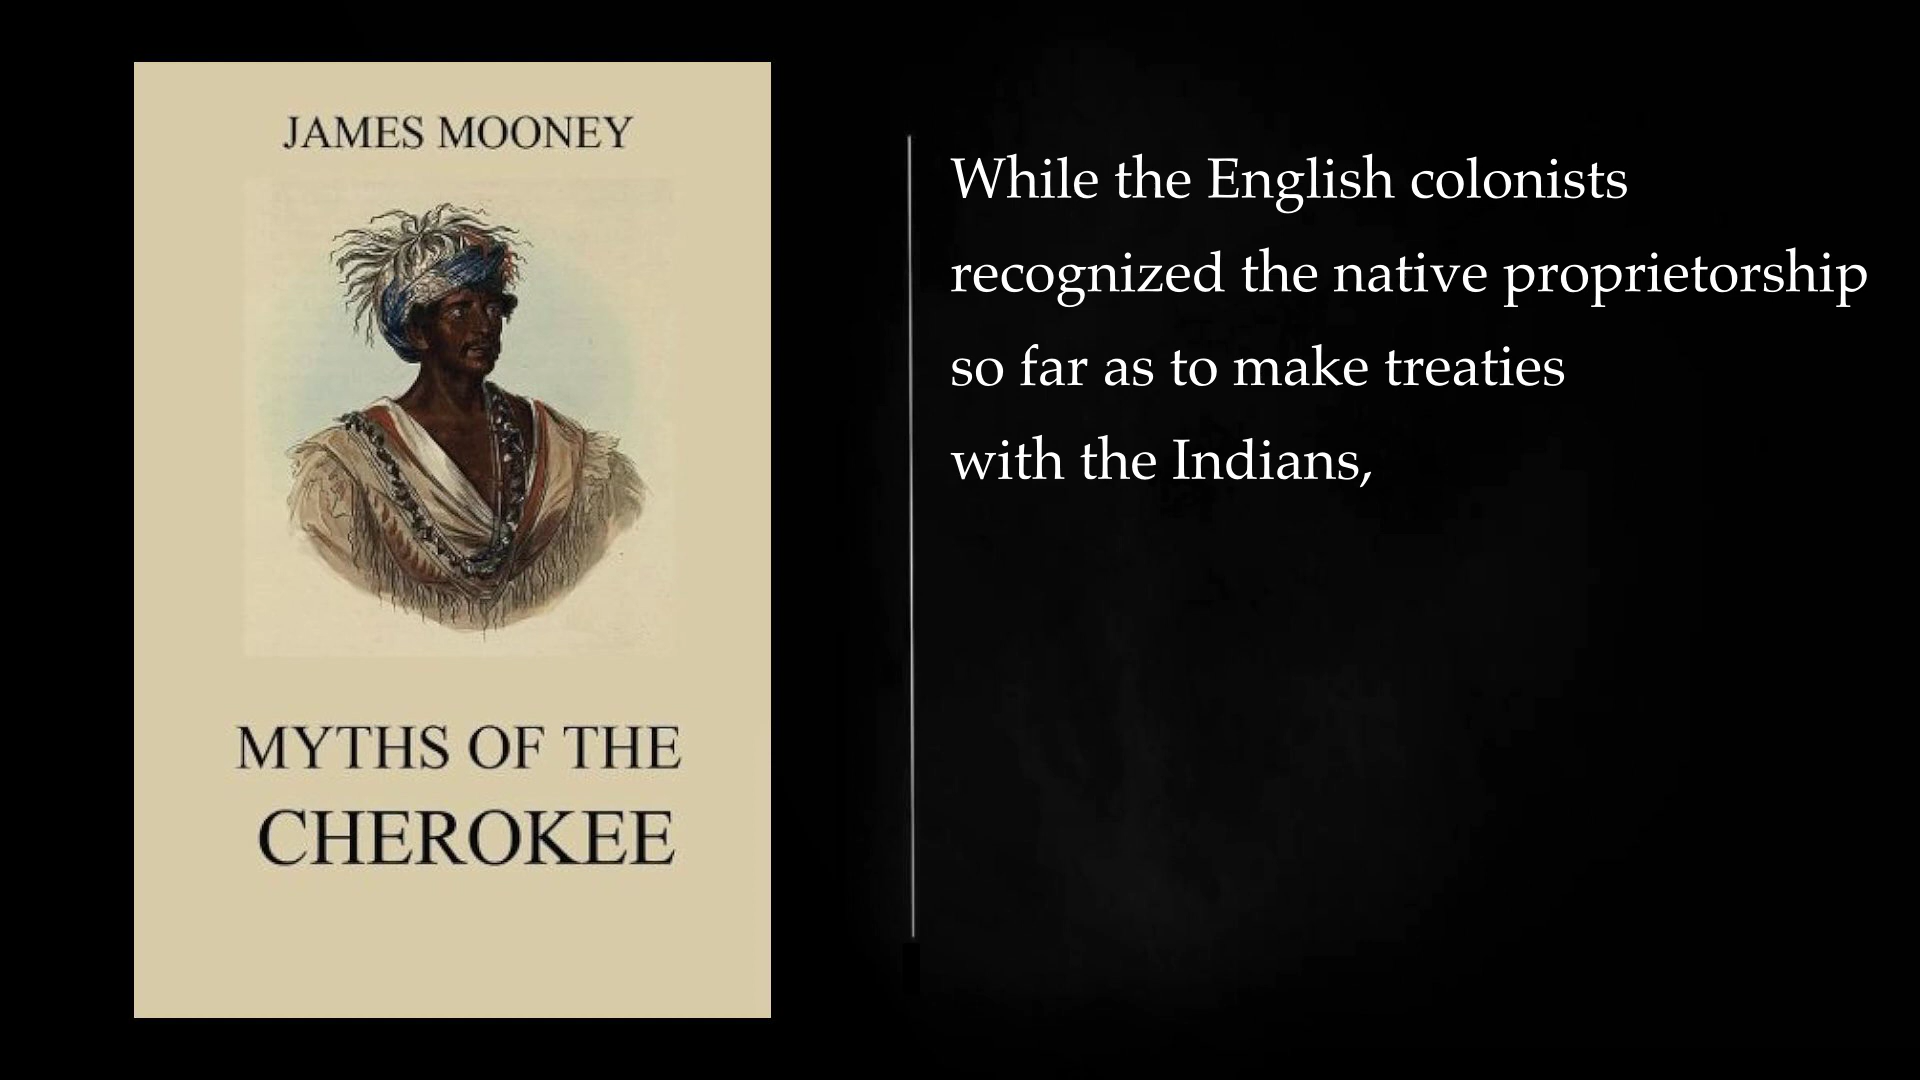 JAMES MOONEY
MYTHS OF THE
CHEROKEE
While the English colonists
recognized the native proprietorship
so far as to make treaties
with the Indians,